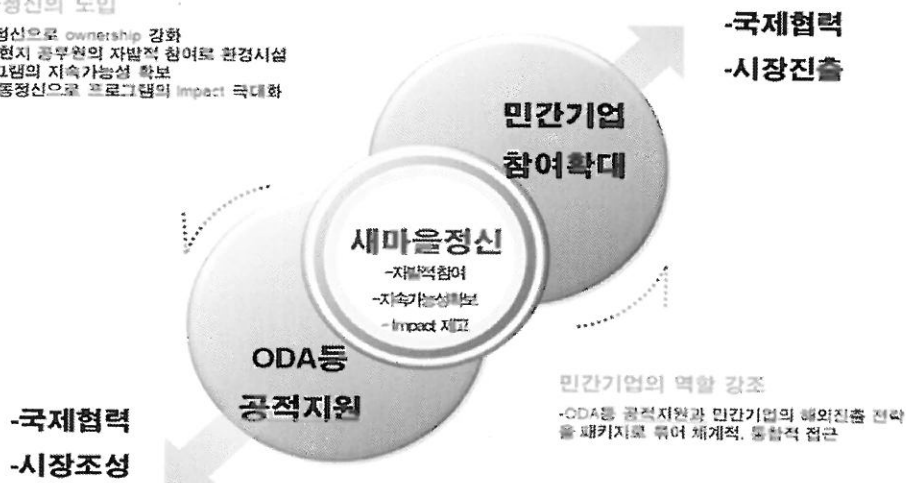 정신의 도입
정신으로 ownership 강화
현지 공무원의 자발적 참여로 환경시설
그램의 지속가능성 확보
동정신으로 프로그램의 Impact 극대화
-국제협력
-시장진출
민간기업
참여확대
새마을정신
-자발적참여
-지속가능성확보
-Impact 제고
ODA등
공적지원
-국제협력
-시장조성
민간기업의 역할 강조
-ODA등 공적지원과 민간기업의 해외진출 전략
을 패키지로 묶어 체계적, 통합적 접근